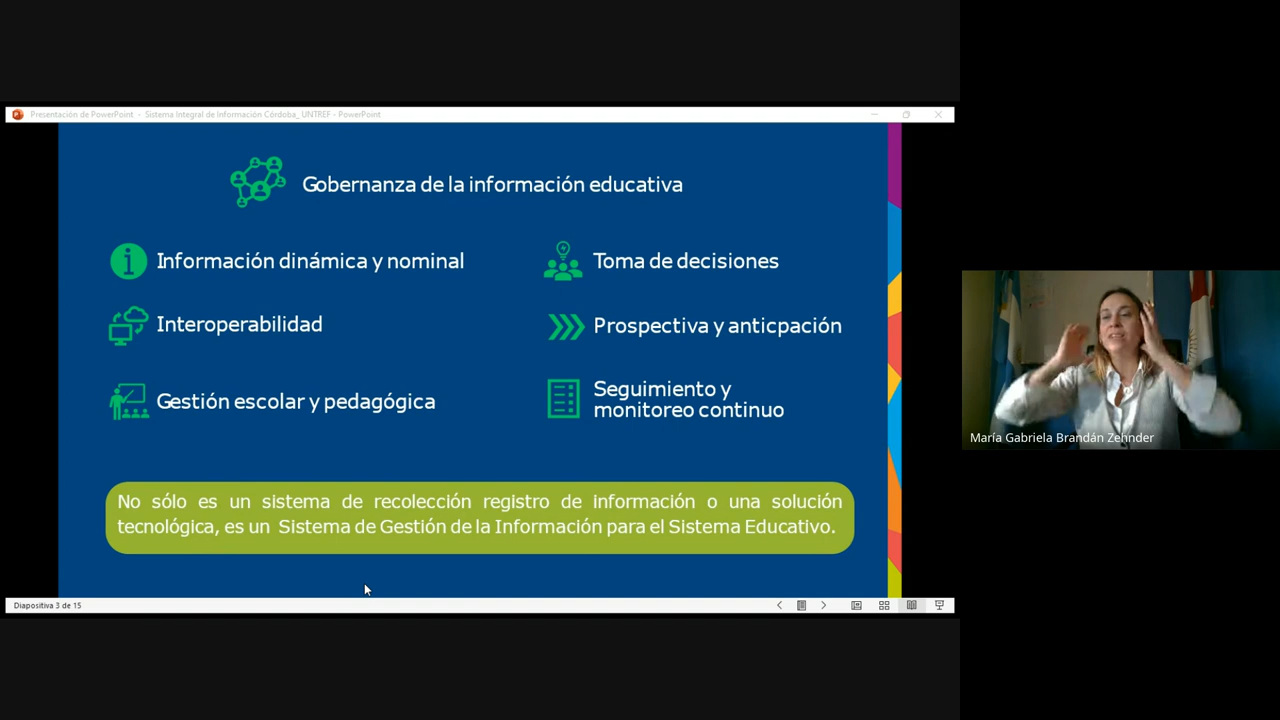 Presentación de PowerPoint - Sistema Integral de Información Córdoba_ UNTREF - PowerPoint
Gobernanza de la información educativa
Información dinámica y nominal
Toma de decisiones
Interoperabilidad
Prospectiva y anticpación
Gestión escolar y pedagógica
Seguimiento y
monitoreo continuo
No sólo es un sistema de recolección registro de información o una solución
tecnológica, es un Sistema de Gestión de la Información para el Sistema Educativo.
María Gabriela Brandán Zehnder
Diapositiva 3 de 15